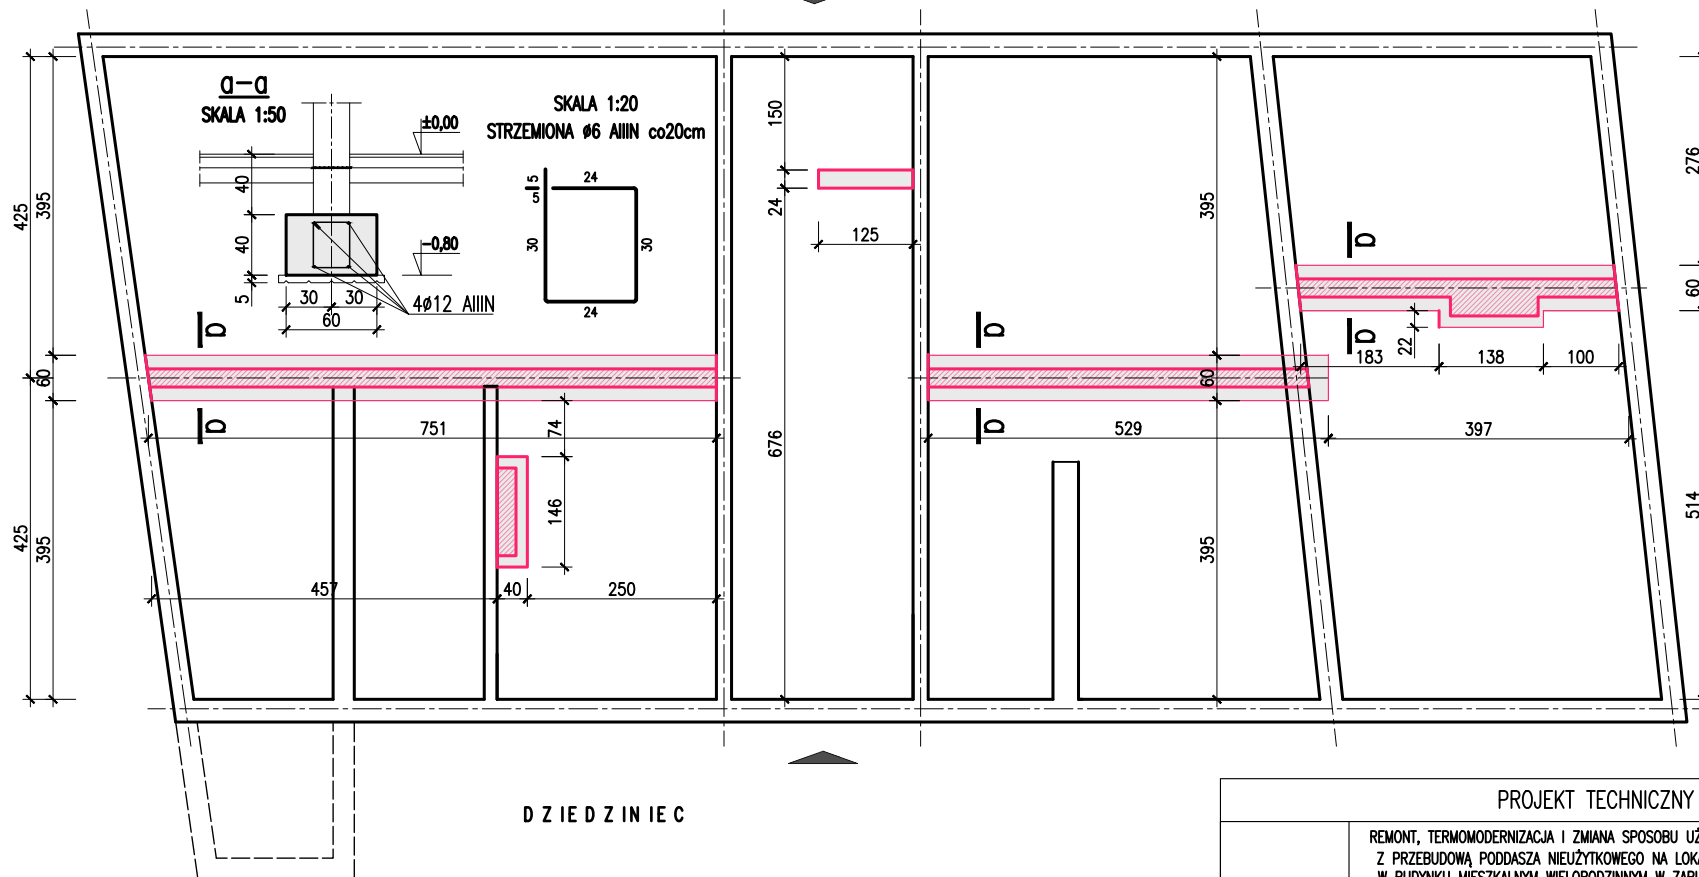 a-a
SKALA 1:50
SKALA 1:20
STRZEMIONA ø6 AIIIN co20cm
±0,00
-0,80
40
40
5
30
30
60
4ø12 AIIIN
5
5
24
30
30
24
425
395
60
425
395
a
a
751
74
146
457
40
250
150
24
125
676
a
a
395
60
395
529
397
a
a
22
183
138
100
276
60
514
DZIEDZINIEC
PROJEKT TECHNICZNY
REMONT, TERMOMODERNIZACJA I ZMIANA SPOSOBU
Z PRZEBUDOWĄ PODDASZA NIEUŻYTKOWEGO NA
W BUDYNKU MIESZKALNYM WIELORODZINNYM W